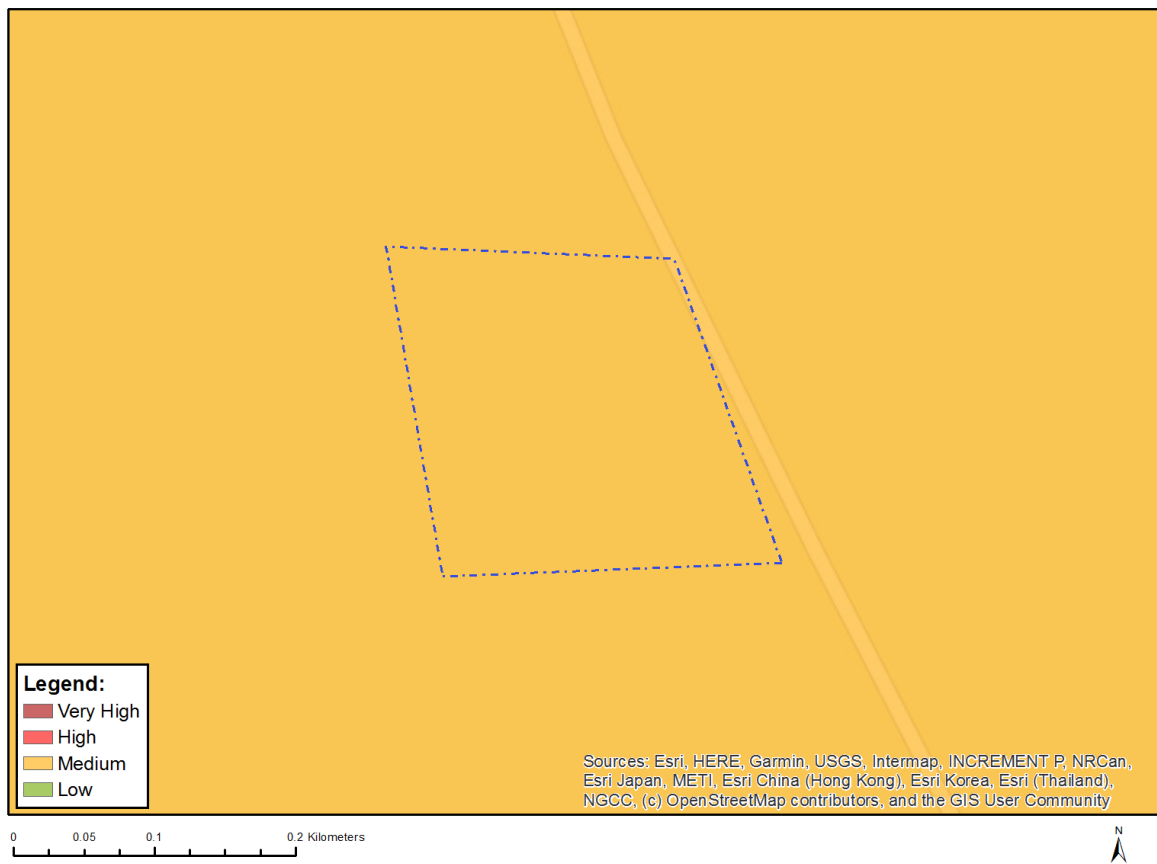 Legend:
Very High
High
Medium
Low
Sources: Esri, HERE, Garmin, USGS, Intermap, INCREMENT P, NRCan,
Esri Japan, METI, Esri China (Hong Kong), Esri Korea, Esri (Thailand),
NGCC, (c) OpenStreetMap contributors, and the GIS User Community
0 0.05 0.1 0.2 Kilometers
N